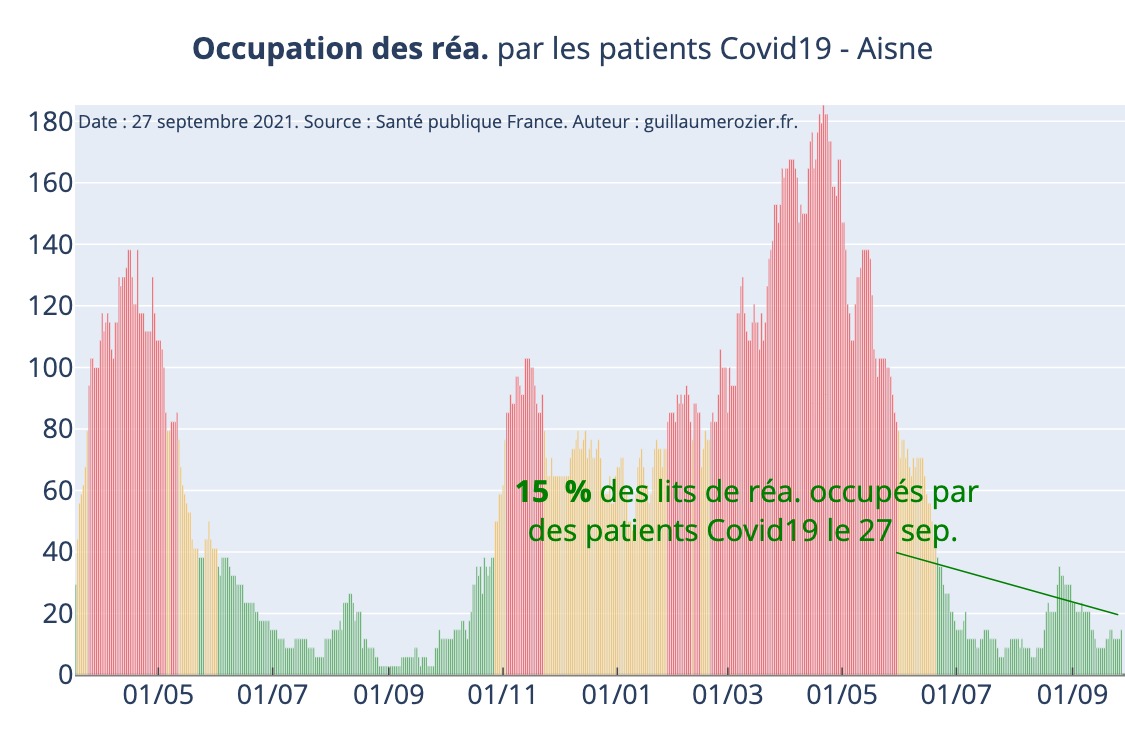 Occupation des réa. par les patients Covid19 - Aisne
Date : 27 septembre 2021. Source : Santé publique France. Auteur : guillaumerozier.fr.
180
160
140
120
100
80
60
40
20
0
15 % des lits de réa. occupés par
des patients Covid19 le 27 sep.
01/05 01/07 01/09 01/11 01/01 01/03 01/05 01/07 01/09